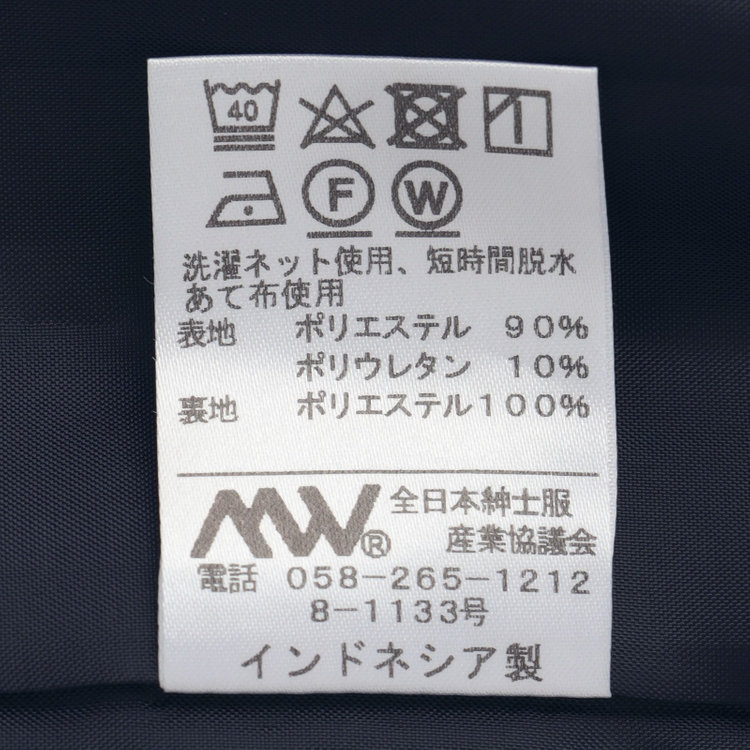 40
F W
洗濯ネット使用、短時間脱水
あて布使用
表地 ポリエステル 90%
ポリウレタン 10%
裏地 ポリエステル100%
MW® 全日本紳士服
産業協議会
電話 058-265-1212
8-1133号
インドネシア製